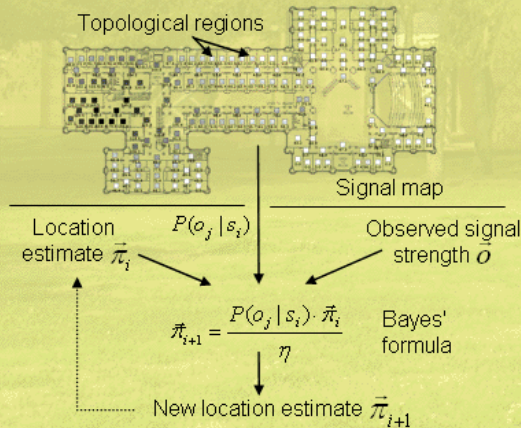 Topological regions
Signal map
Location
estimate π⃗ᵢ
P(oⱼ|sᵢ)
Observed signal
strength o⃗
π⃗ᵢ₊₁ = P(oⱼ|sᵢ)·π⃗ᵢ / η
Bayes'
formula
New location estimate π⃗ᵢ₊₁